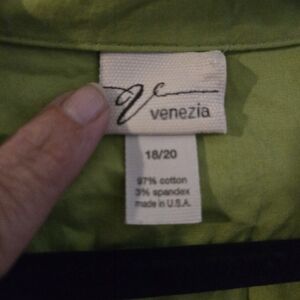 V
venezia
18/20
97% cotton
3% spandex
made in U.S.A.